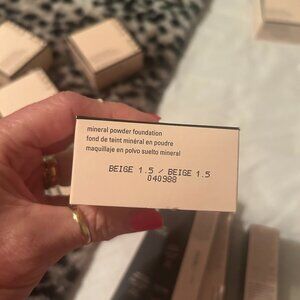 mineral powder foundation
fond de teint minéral en poudre
maquillaje en polvo suelto mineral
BEIGE 1.5 / BEIGE 1.5
040988